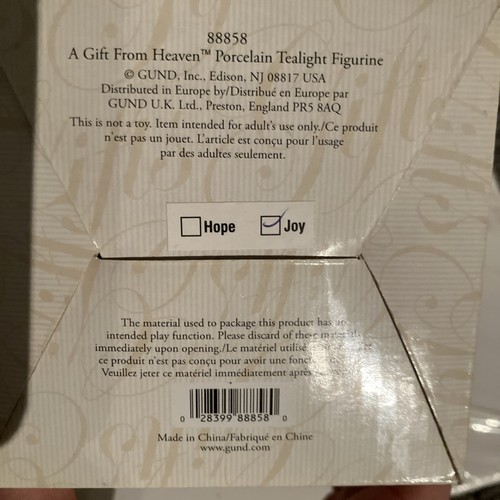 88858
A Gift From Heaven™ Porcelain Tealight Figurine
© GUND, Inc., Edison, NJ 08817 USA
Distributed in Europe by/Distribué en Europe par
GUND U.K. Ltd., Preston, England PR5 8AQ
This is not a toy. Item intended for adult's use only./Ce produit
n'est pas un jouet. L'article est conçu pour l'usage
par des adultes seulement.
Hope Joy
The material used to package this product has
intended play function. Please discard of these
immediately upon opening./Le matériel utilisé
ce produit n'est pas conçu pour avoir une
Veuillez jeter ce matériel immédiatement après
0 28399 88858 0
Made in China/Fabriqué en Chine
www.gund.com